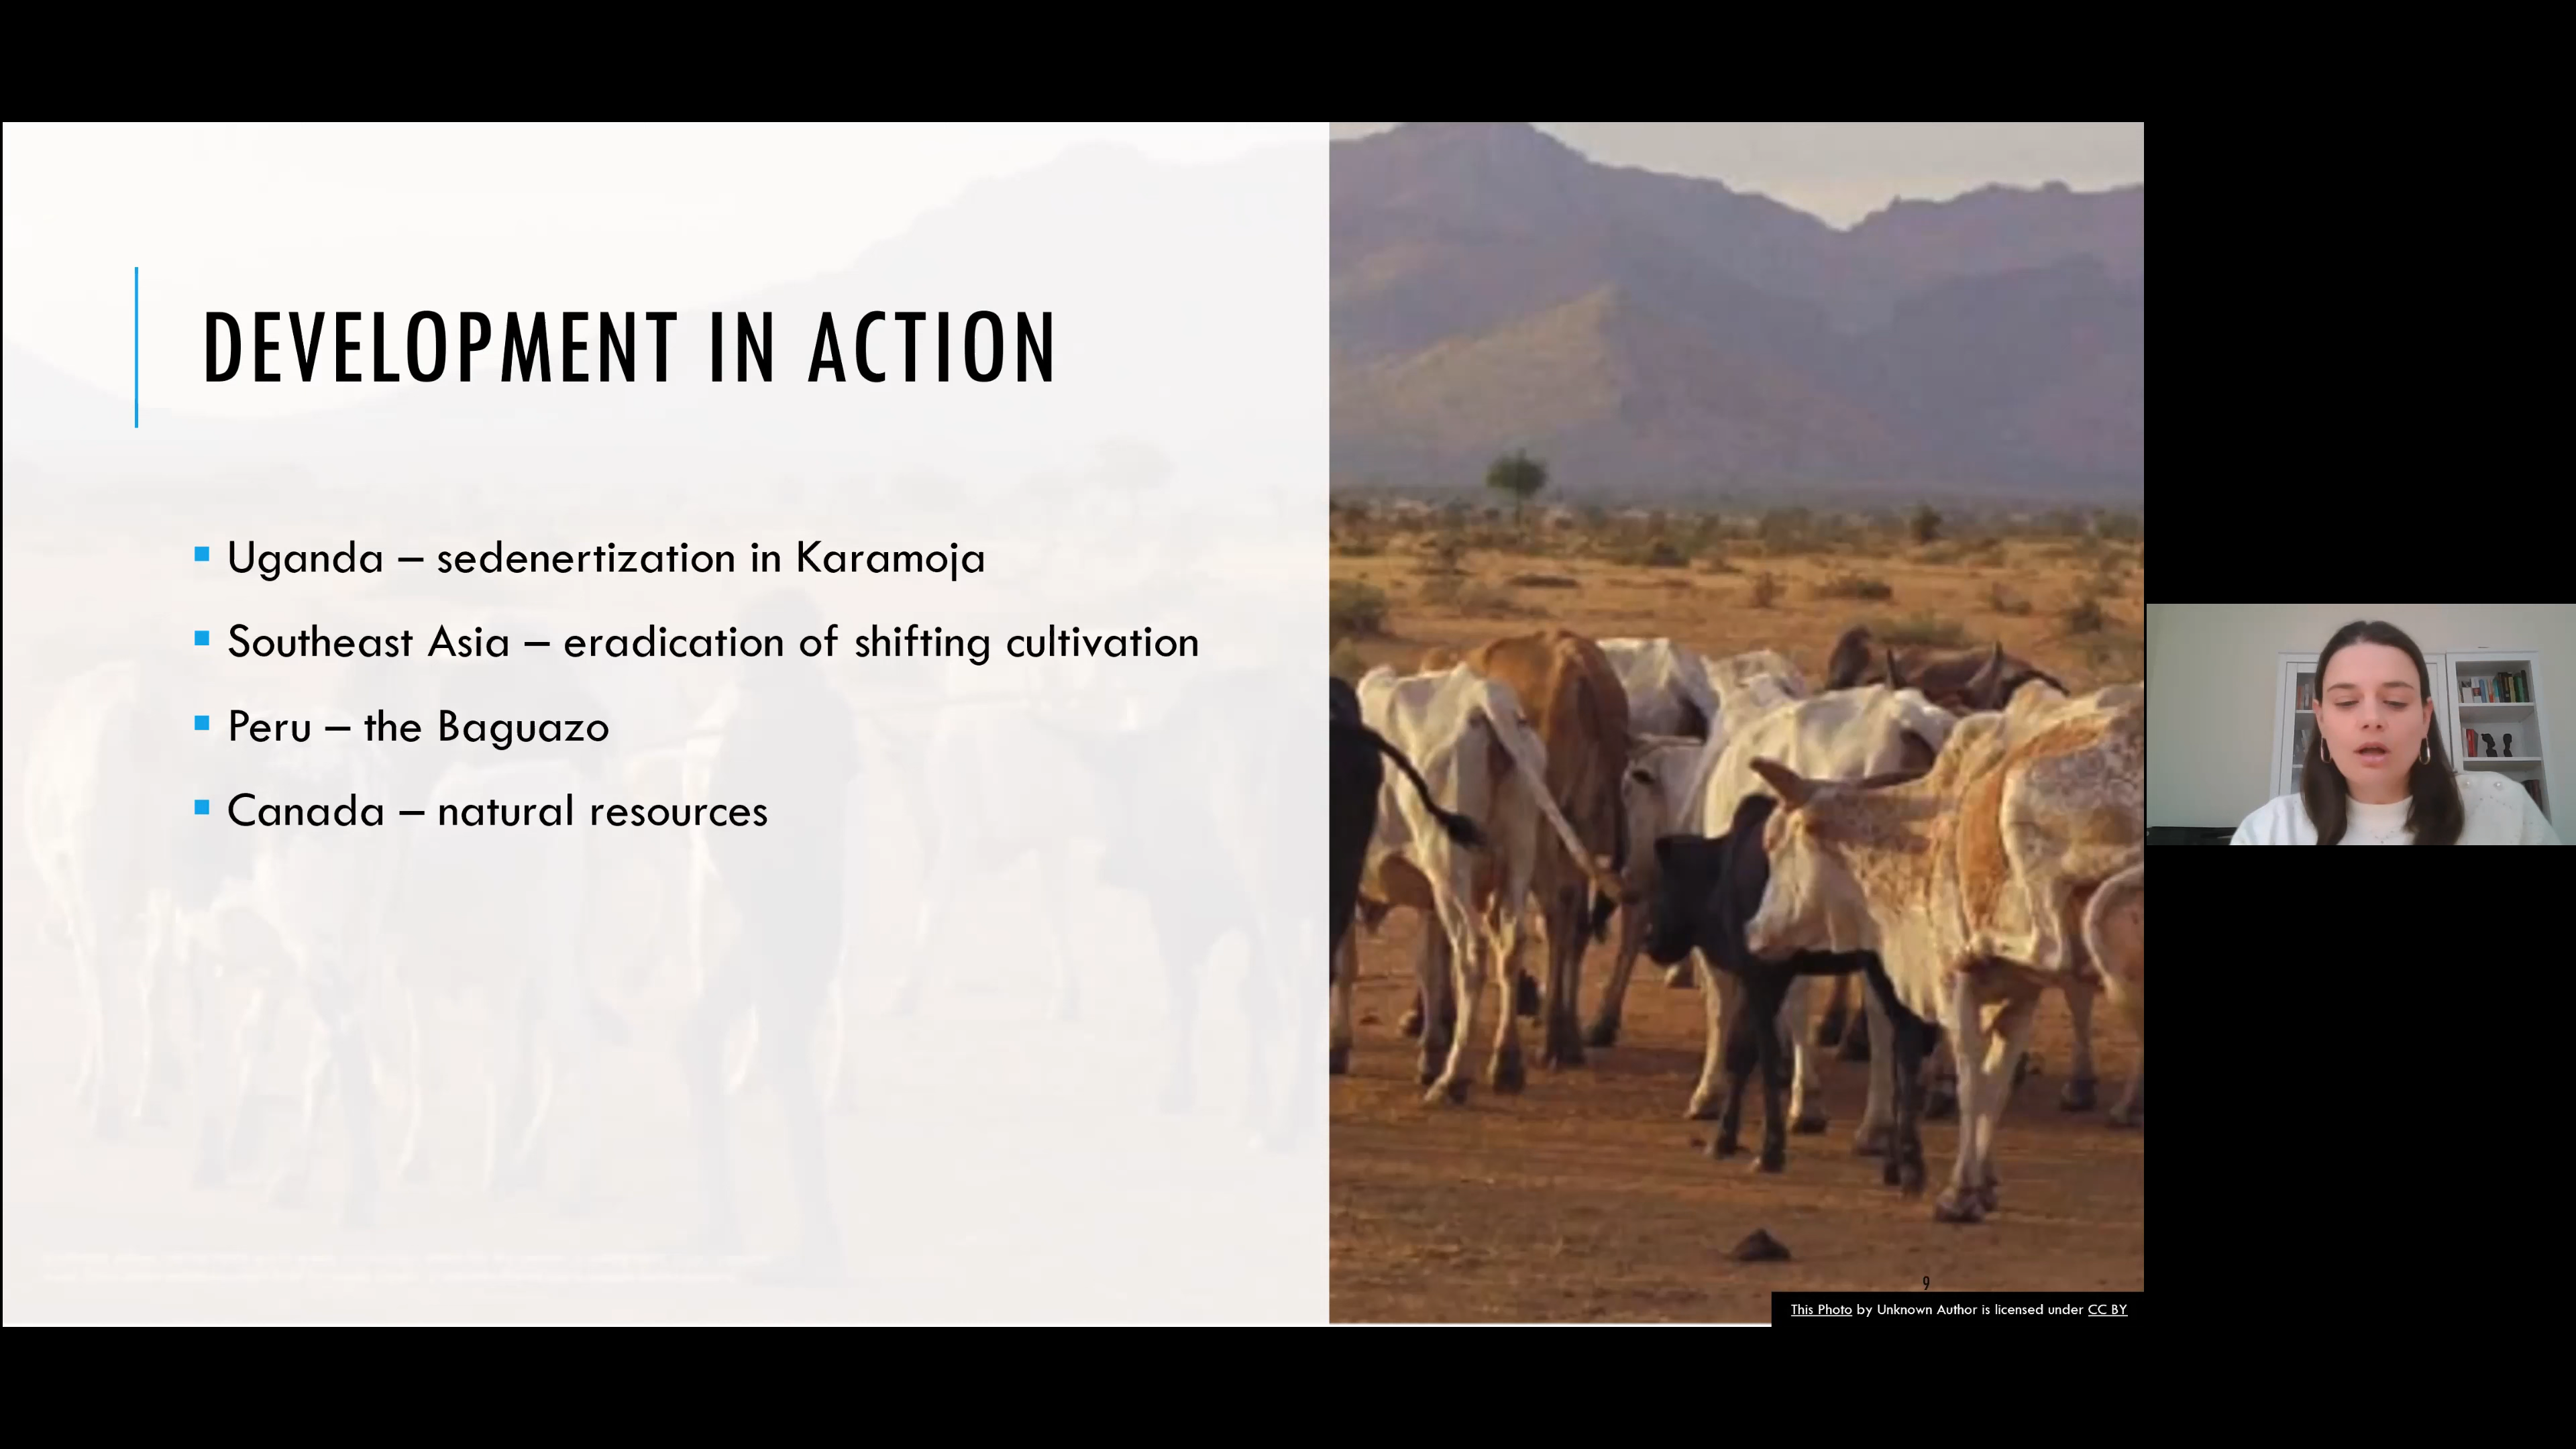 DEVELOPMENT IN ACTION
Uganda – sedenertization in Karamoja
Southeast Asia – eradication of shifting cultivation
Peru – the Baguazo
Canada – natural resources
9
This Photo by Unknown Author is licensed under CC BY